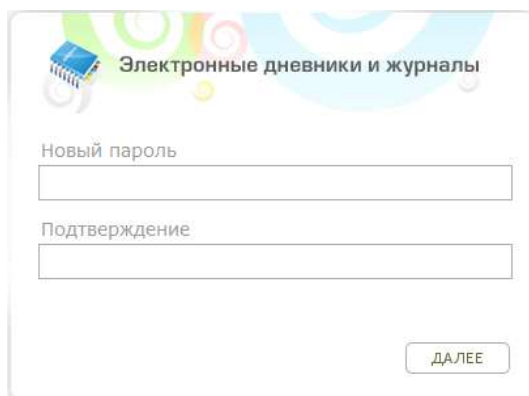 Электронные дневники и журналы
Новый пароль
Подтверждение
ДАЛЕЕ